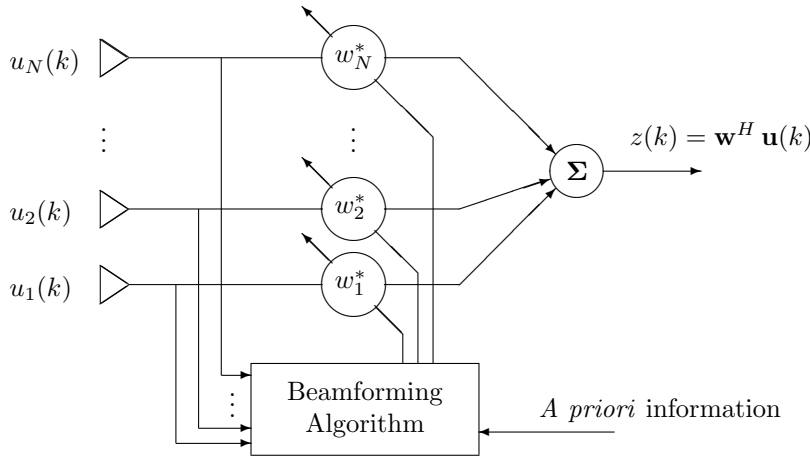 u_N(k)
w_N^*
⋮
⋮
z(k) = w^H u(k)
Σ
u_2(k)
w_2^*
u_1(k)
w_1^*
Beamforming
Algorithm
⋮
A priori information